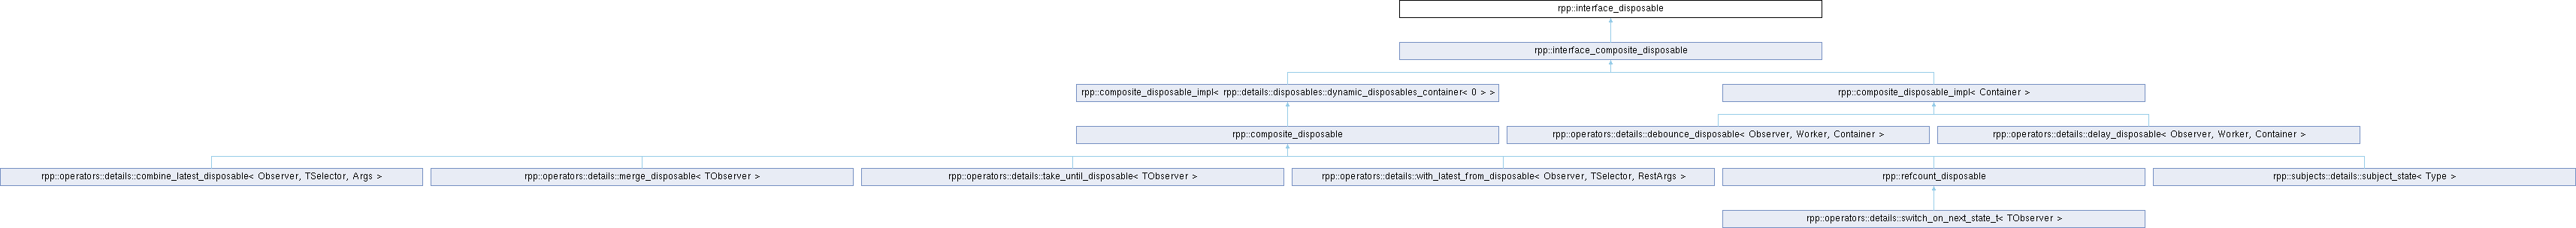 rpp::interface_disposable
rpp::interface_composite_disposable
rpp::composite_disposable_impl< rpp::details::disposables::dynamic_disposables_container< 0 > >
rpp::composite_disposable_impl< Container >
rpp::composite_disposable
rpp::operators::details::debounce_disposable< Observer, Worker, Container >
rpp::operators::details::delay_disposable< Observer, Worker, Container >
rpp::operators::details::combine_latest_disposable< Observer, TSelector, Args >
rpp::operators::details::merge_disposable< TObserver >
rpp::operators::details::take_until_disposable< TObserver >
rpp::operators::details::with_latest_from_disposable< Observer, TSelector, RestArgs >
rpp::refcount_disposable
rpp::subjects::details::subject_state< Type >
rpp::operators::details::switch_on_next_state_t< TObserver >